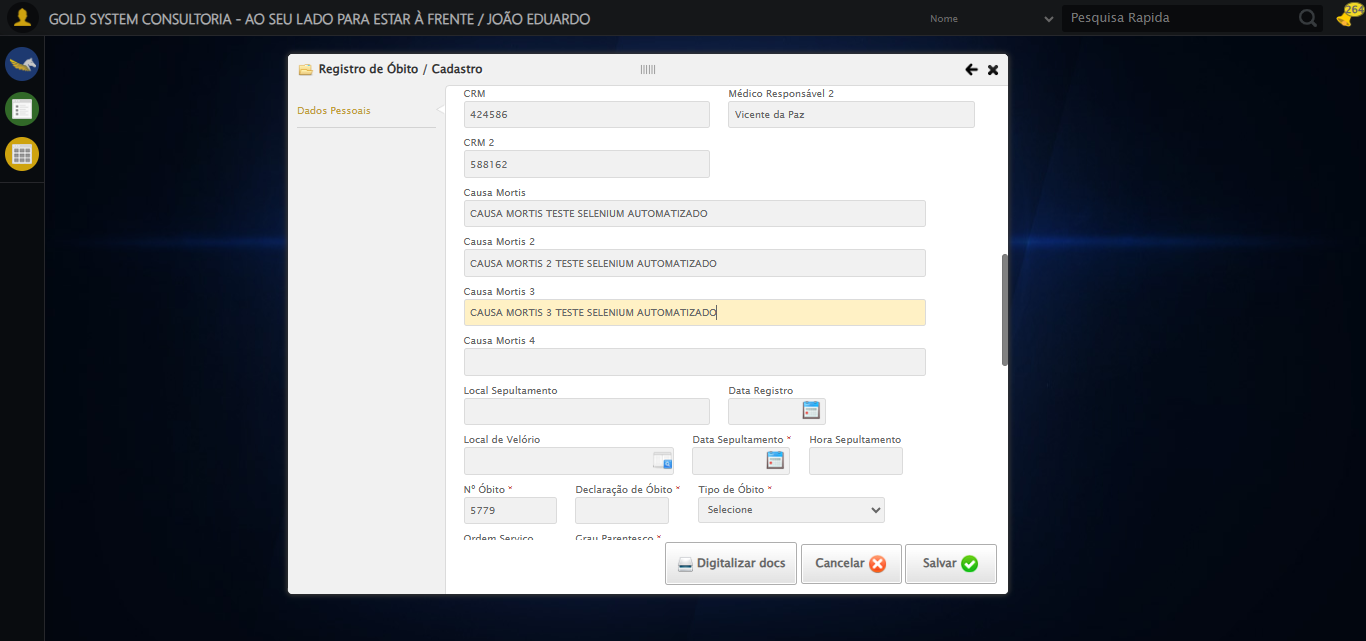 GOLD SYSTEM CONSULTORIA - AO SEU LADO PARA ESTAR À FRENTE / JOÃO EDUARDO
Nome
Pesquisa Rapida
264
Registro de Óbito / Cadastro
Dados Pessoais
CRM
Médico Responsável 2
424586
Vicente da Paz
CRM 2
588162
Causa Mortis
CAUSA MORTIS TESTE SELENIUM AUTOMATIZADO
Causa Mortis 2
CAUSA MORTIS 2 TESTE SELENIUM AUTOMATIZADO
Causa Mortis 3
CAUSA MORTIS 3 TESTE SELENIUM AUTOMATIZADO
Causa Mortis 4
Local Sepultamento
Data Registro
Local de Velório
Data Sepultamento *
Hora Sepultamento
Nº Óbito *
Declaração de Óbito *
Tipo de Óbito *
5779
Selecione
Ordem Serviço
Grau Parentesco *
Digitalizar docs
Cancelar
Salvar